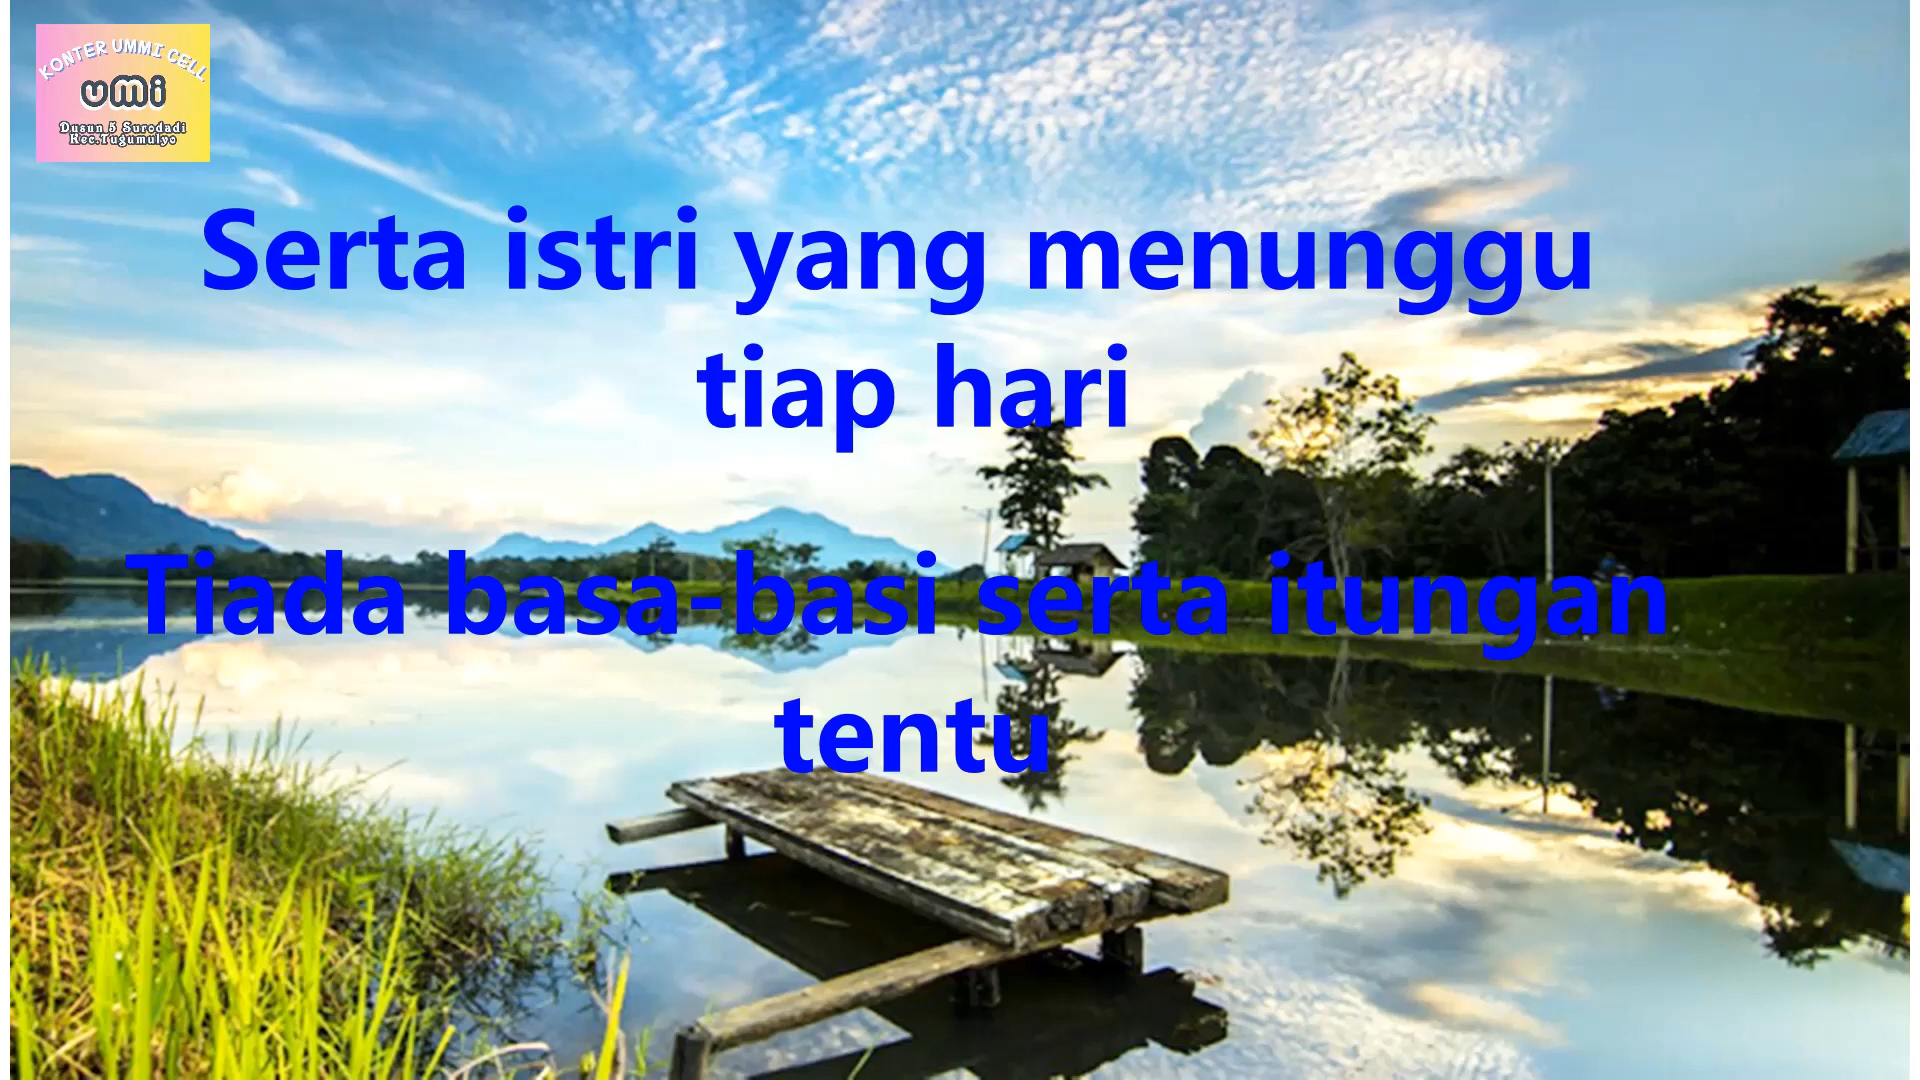 KONTER UMMI CELL
umi
Dusun 5 Surodadi
Kec.Tugumulyo
Serta istri yang menunggu
tiap hari
Tiada basa-basi serta itungan
tentu